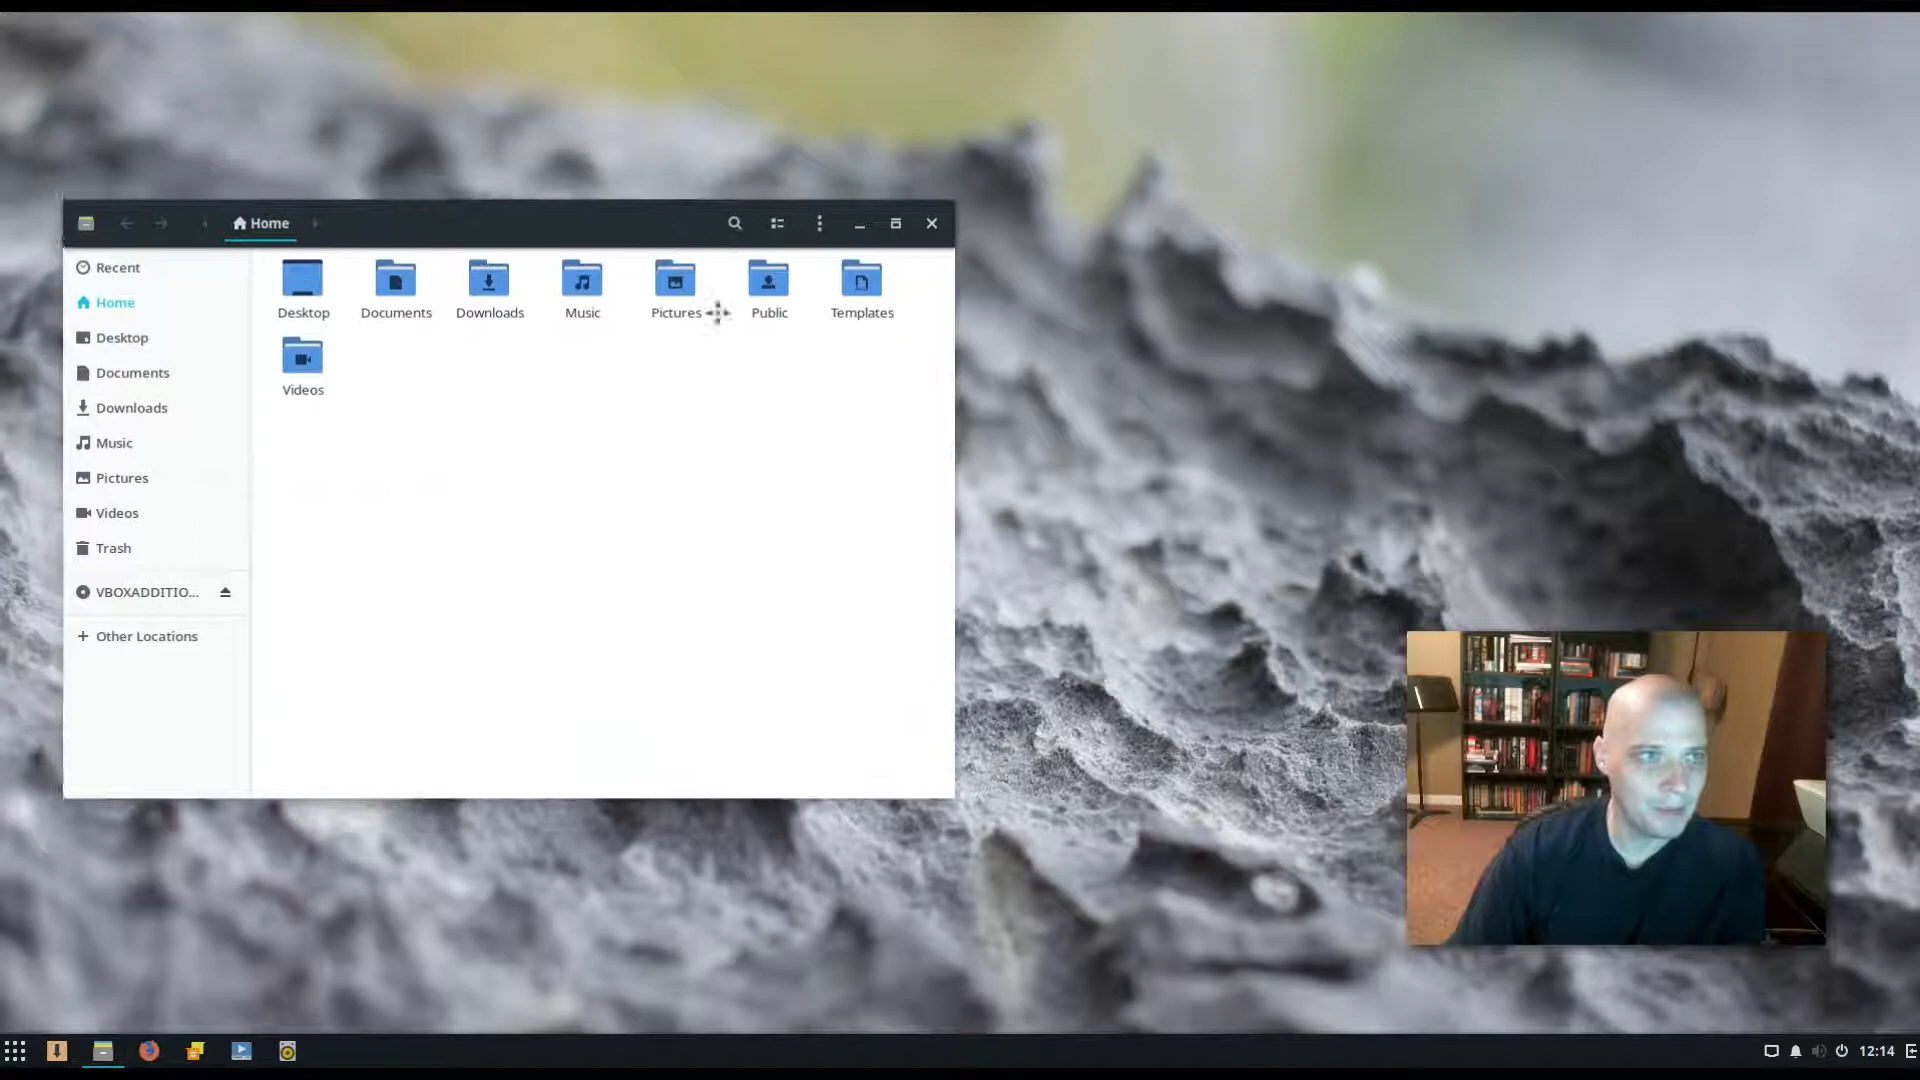 Home
Recent
Home
Desktop
Documents
Downloads
Music
Pictures
Videos
Trash
VBOXADDITIO...
Other Locations
Desktop
Documents
Downloads
Music
Pictures
Public
Templates
Videos
12:14